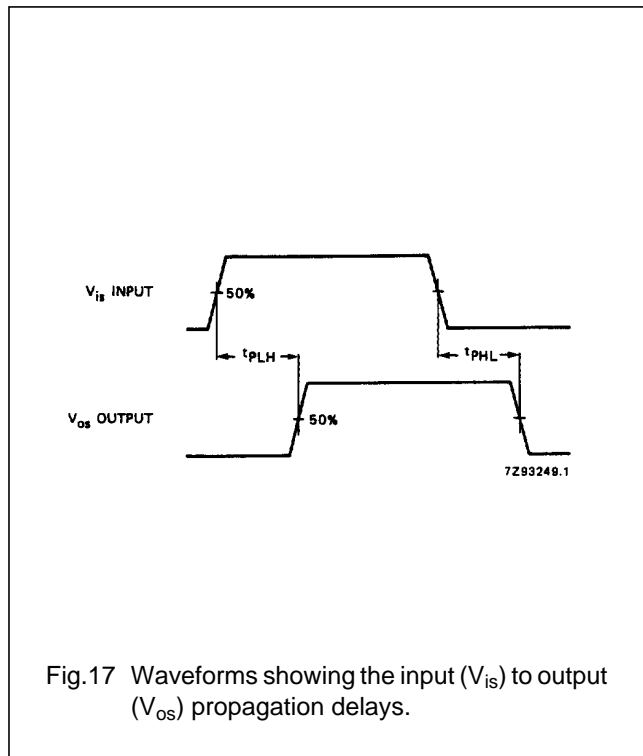 V_is INPUT
50%
t_PLH
t_PHL
V_os OUTPUT
50%
7Z93249.1
Fig.17 Waveforms showing the input (V_is) to output
(V_os) propagation delays.